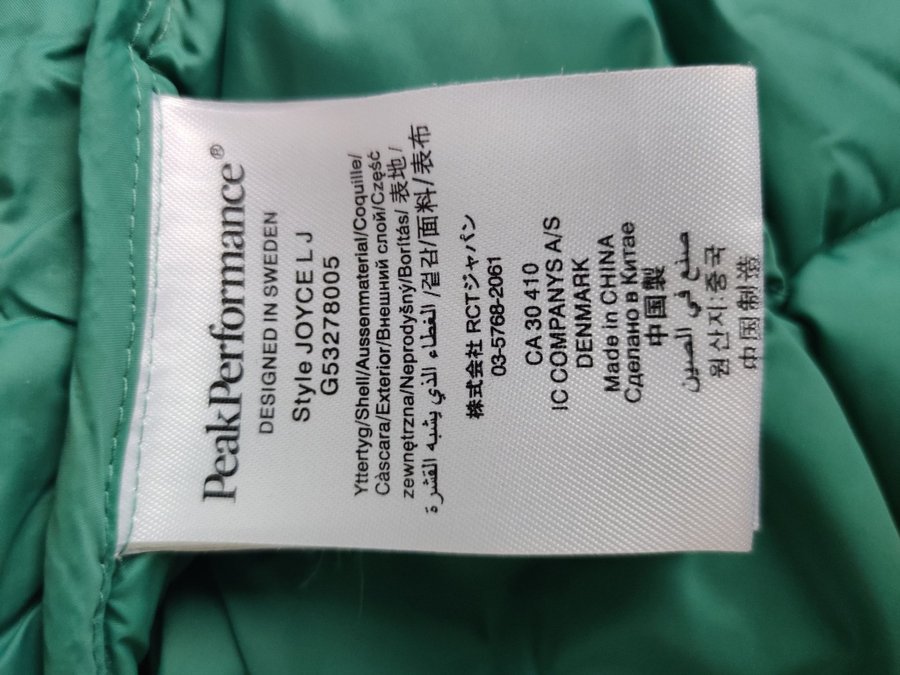 PeakPerformance®
DESIGNED IN SWEDEN
Style JOYCE L J
G53278005
Yttertyg/Shell/Aussenmaterial/Coquille/
Càscara/Exterior/Внешний слой/Część
zewnętrzna/Neprodyšný/Borítás/ 表地 /
الغطاء الذي يشبه القشرة /겉감/面料/表布
株式会社 RCTジャパン
03-5768-2061
CA 30 410
IC COMPANYS A/S
DENMARK
Made in CHINA
Сделано в Китае
中国製
صنع في الصين
원산지:중국
中国制造